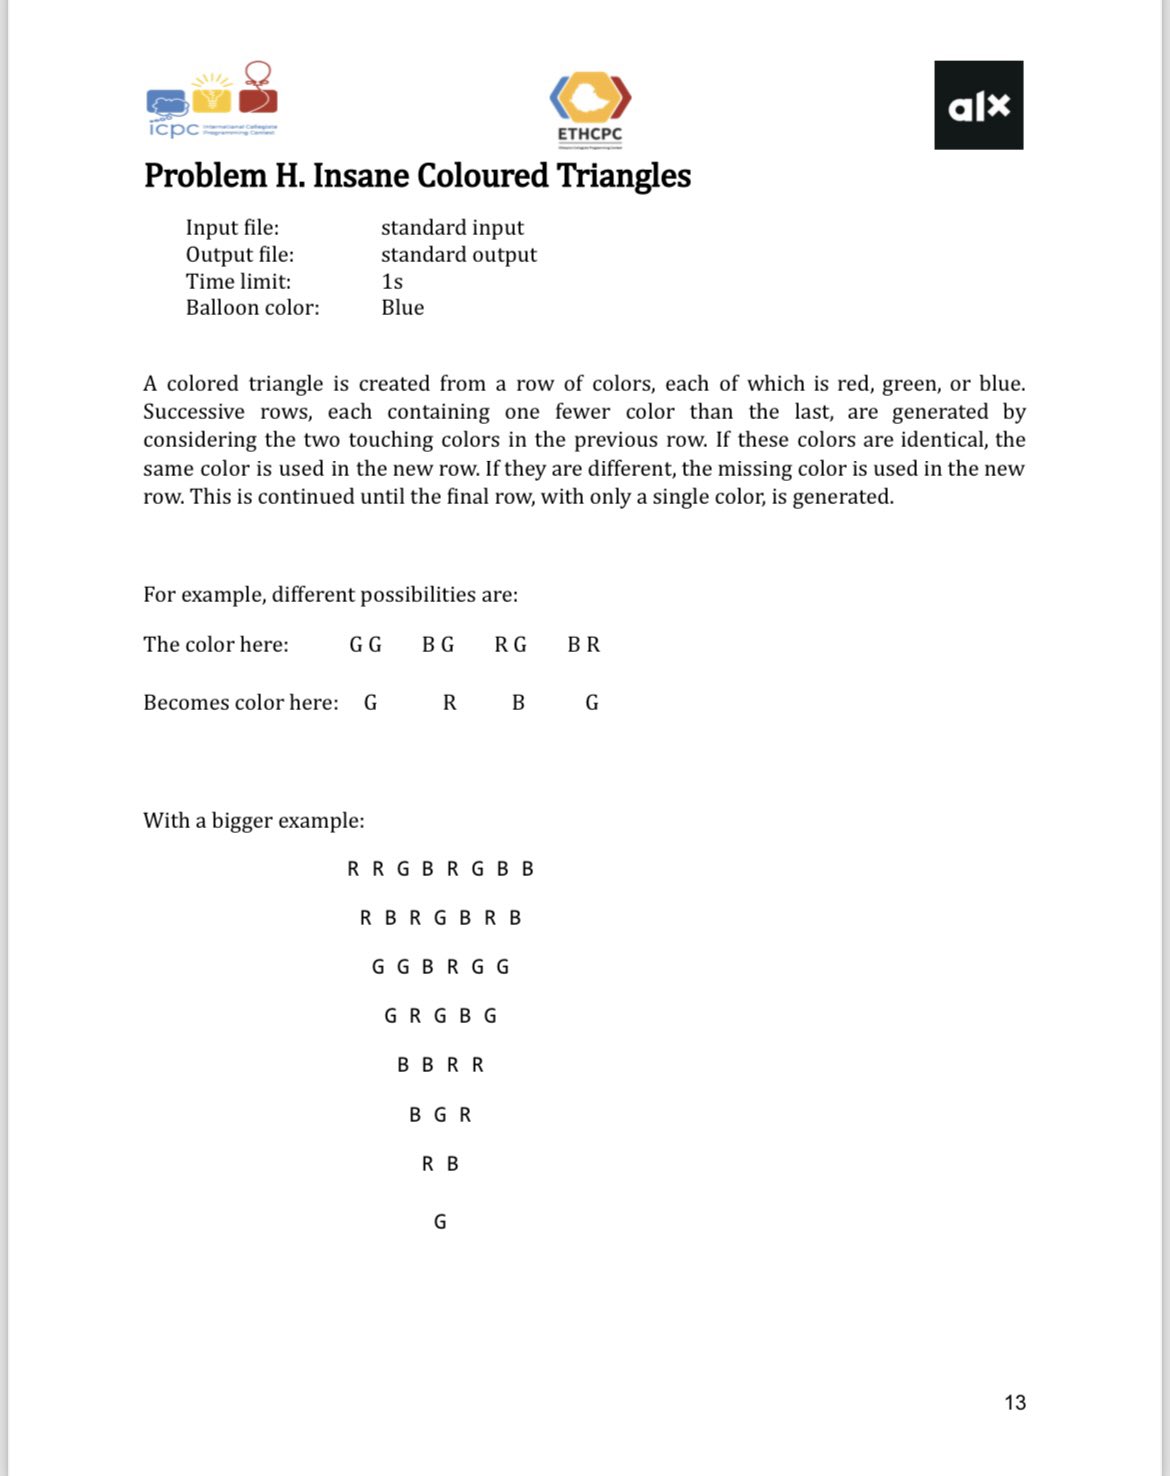 icpc International Collegiate
Programming Contest
ETHCPC
alx
Problem H. Insane Coloured Triangles
Input file: standard input
Output file: standard output
Time limit: 1s
Balloon color: Blue
A colored triangle is created from a row of colors, each of which is red, green, or blue.
Successive rows, each containing one fewer color than the last, are generated by
considering the two touching colors in the previous row. If these colors are identical, the
same color is used in the new row. If they are different, the missing color is used in the new
row. This is continued until the final row, with only a single color, is generated.
For example, different possibilities are:
The color here: G G B G R G B R
Becomes color here: G R B G
With a bigger example:
R R G B R G B B
R B R G B R B
G G B R G G
G R G B G
B B R R
B G R
R B
G
13